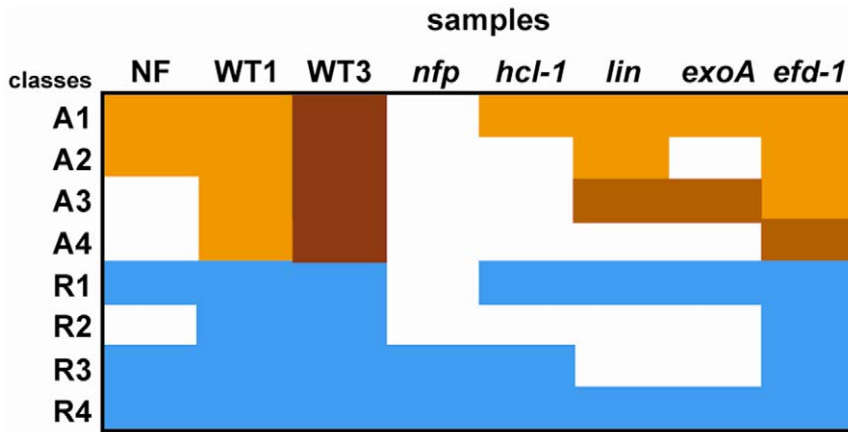 samples
classes NF WT1 WT3 nfp hcl-1 lin exoA efd-1
A1
A2
A3
A4
R1
R2
R3
R4